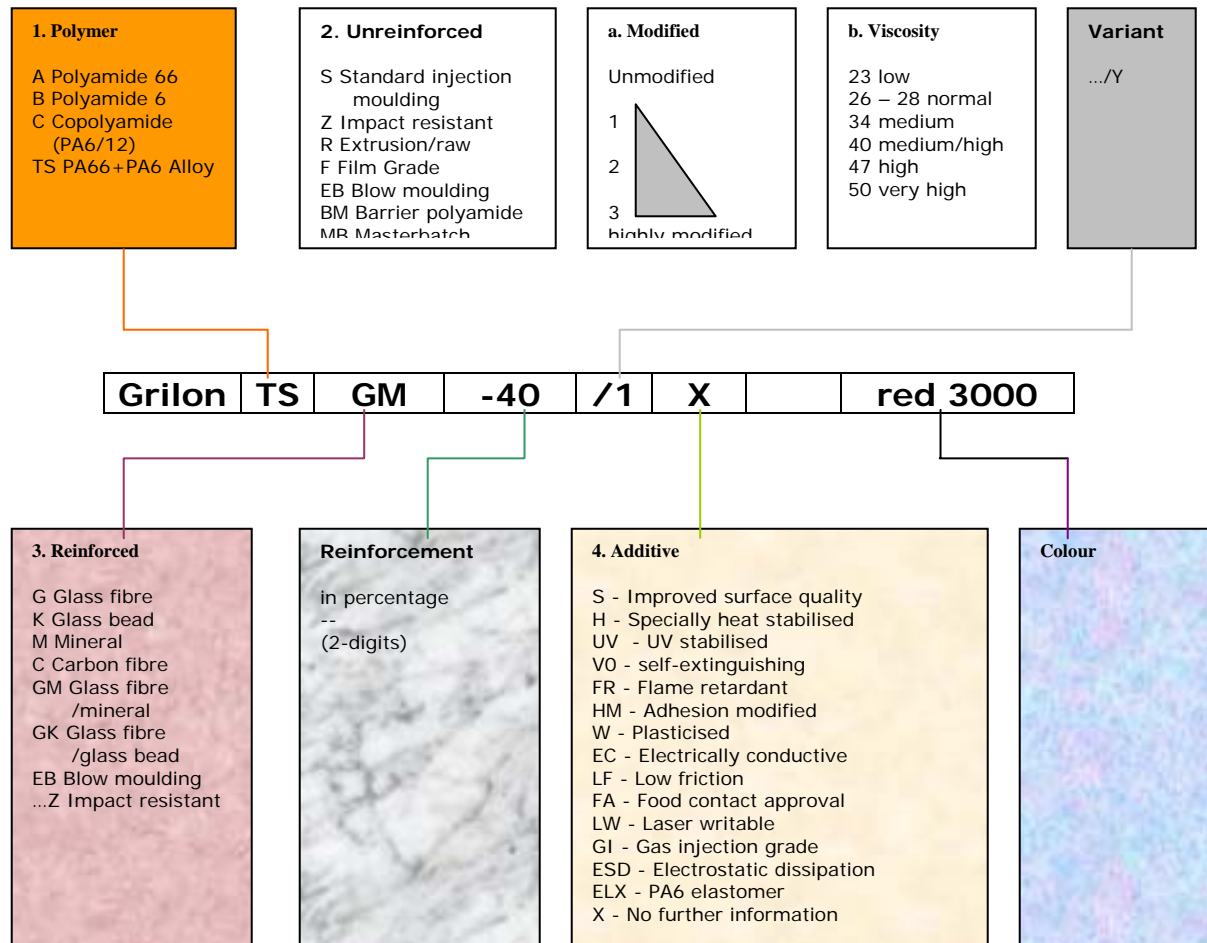 1. Polymer
A Polyamide 66
B Polyamide 6
C Copolyamide
(PA6/12)
TS PA66+PA6 Alloy
2. Unreinforced
S Standard injection
moulding
Z Impact resistant
R Extrusion/raw
F Film Grade
EB Blow moulding
BM Barrier polyamide
MB Masterbatch
a. Modified
Unmodified
1
2
3
highly modified
b. Viscosity
23 low
26 – 28 normal
34 medium
40 medium/high
47 high
50 very high
Variant
.../Y
Grilon TS GM -40 /1 X red 3000
3. Reinforced
G Glass fibre
K Glass bead
M Mineral
C Carbon fibre
GM Glass fibre
/mineral
GK Glass fibre
/glass bead
EB Blow moulding
...Z Impact resistant
Reinforcement
in percentage
--
(2-digits)
4. Additive
S - Improved surface quality
H - Specially heat stabilised
UV - UV stabilised
V0 - self-extinguishing
FR - Flame retardant
HM - Adhesion modified
W - Plasticised
EC - Electrically conductive
LF - Low friction
FA - Food contact approval
LW - Laser writable
GI - Gas injection grade
ESD - Electrostatic dissipation
ELX - PA6 elastomer
X - No further information
Colour